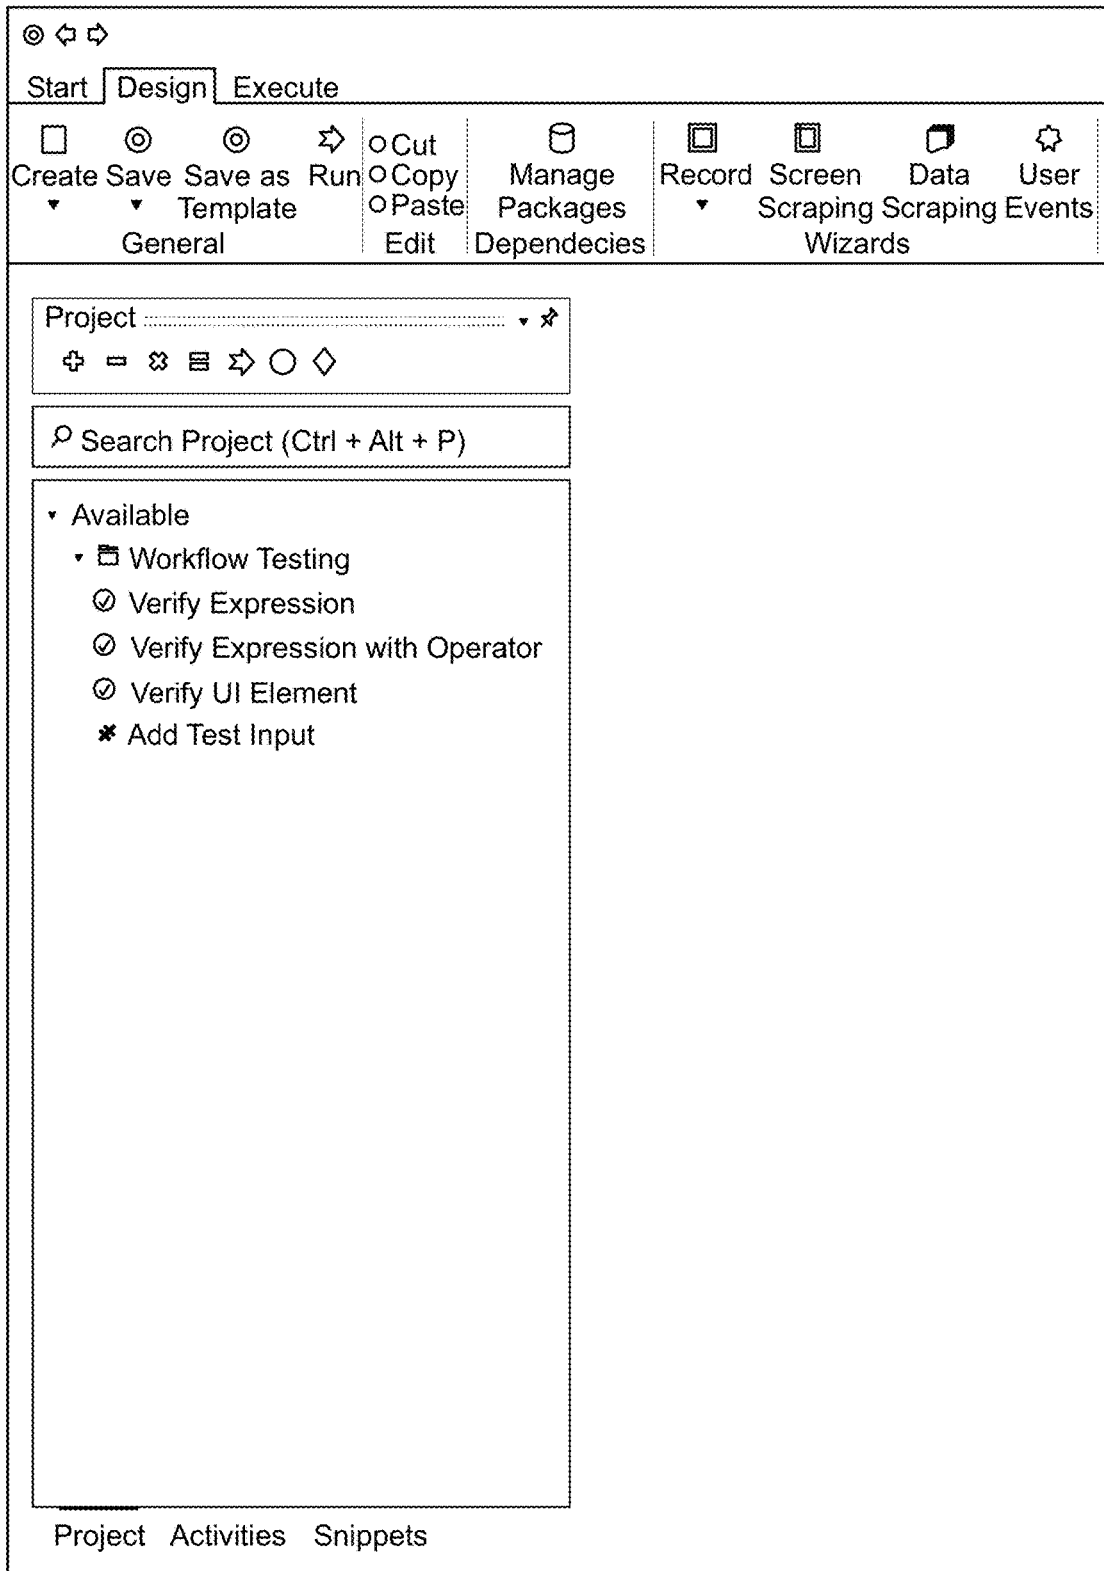 Start Design Execute
Create Save Save as Template Run
General
Cut
Copy
Paste
Edit
Manage Packages
Dependecies
Record Screen Scraping Data Scraping User Events
Wizards
Project
Search Project (Ctrl + Alt + P)
Available
Workflow Testing
Verify Expression
Verify Expression with Operator
Verify UI Element
Add Test Input
Project Activities Snippets